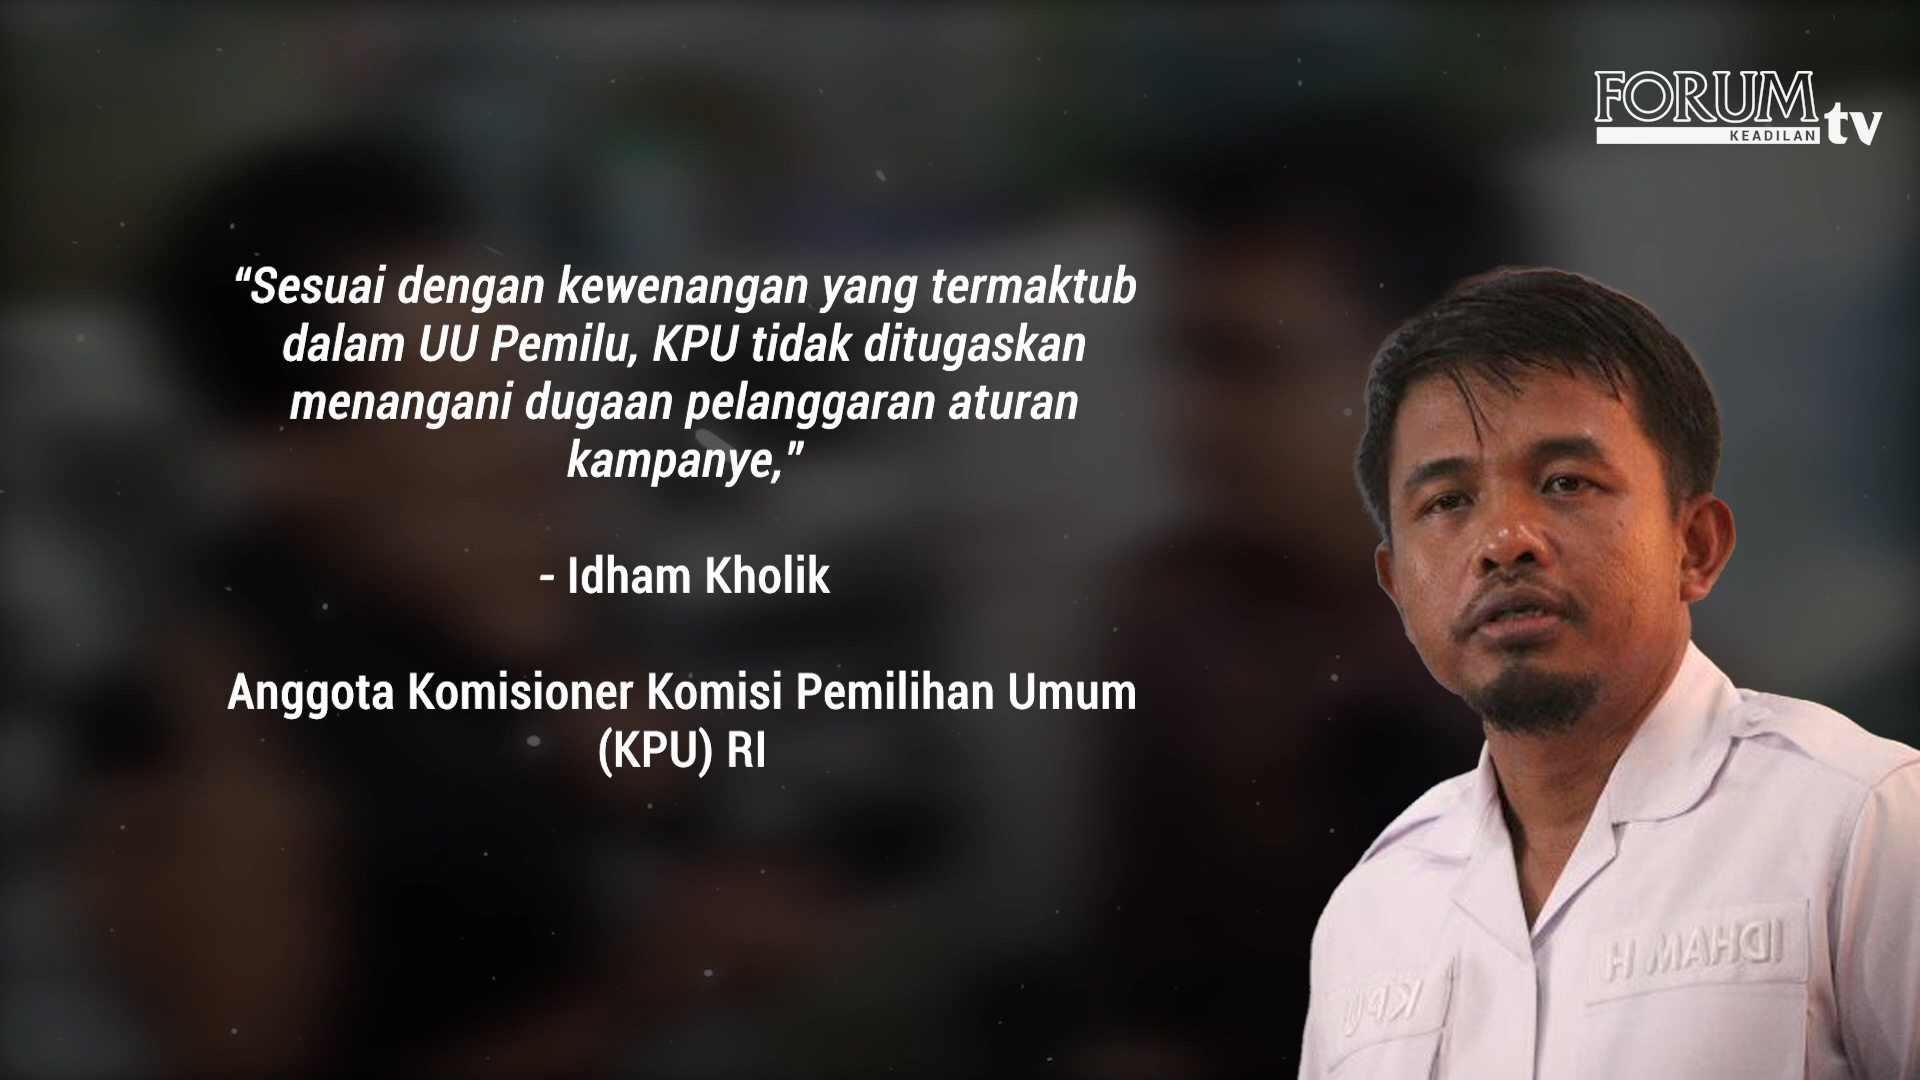 FORUM
KEADILAN tv
“Sesuai dengan kewenangan yang termaktub
dalam UU Pemilu, KPU tidak ditugaskan
menangani dugaan pelanggaran aturan
kampanye,”
- Idham Kholik
Anggota Komisioner Komisi Pemilihan Umum
(KPU) RI
IDHAM H
KPU